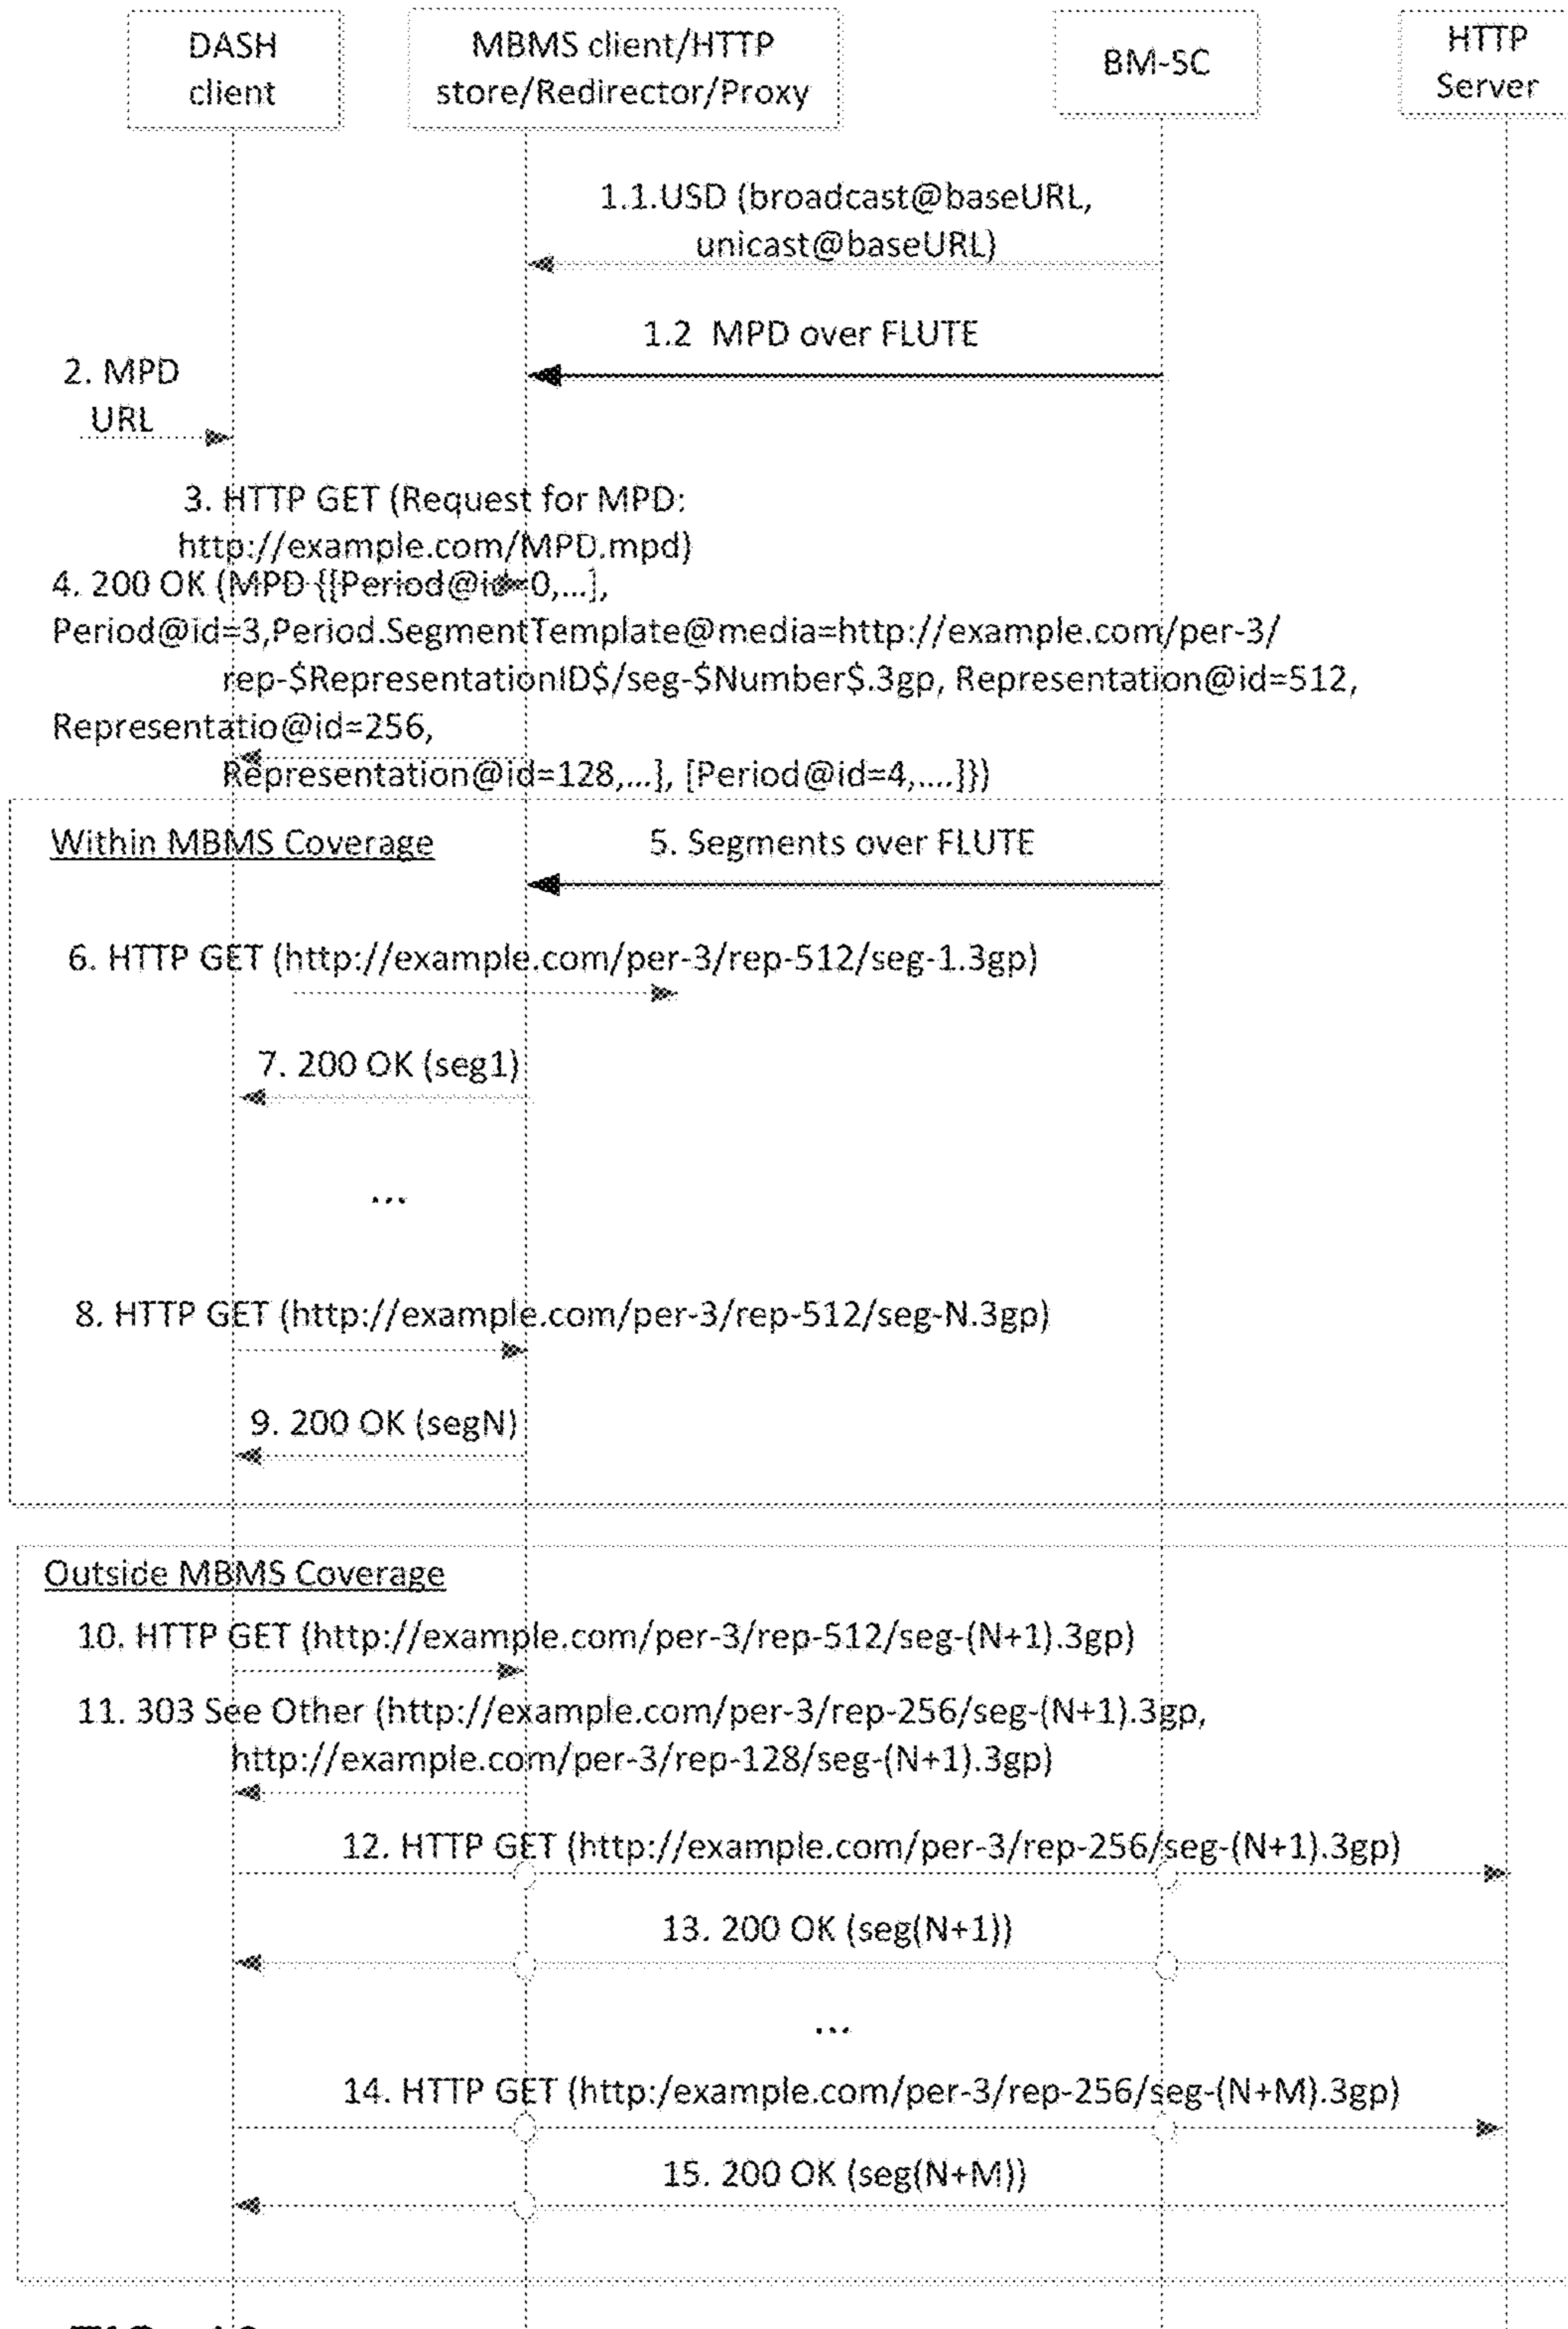 DASH
client
MBMS client/HTTP
store/Redirector/Proxy
BM-SC
HTTP
Server
1.1.USD (broadcast@baseURL,
unicast@baseURL)
1.2 MPD over FLUTE
2. MPD
URL
3. HTTP GET (Request for MPD:
http://example.com/MPD.mpd)
4. 200 OK (MPD {[Period@id=0,...],
Period@id=3,Period.SegmentTemplate@media=http://example.com/per-3/
rep-$RepresentationID$/seg-$Number$.3gp, Representation@id=512,
Representatio@id=256,
Representation@id=128,...], [Period@id=4,....]})
Within MBMS Coverage
5. Segments over FLUTE
6. HTTP GET (http://example.com/per-3/rep-512/seg-1.3gp)
7. 200 OK (seg1)
...
8. HTTP GET (http://example.com/per-3/rep-512/seg-N.3gp)
9. 200 OK (segN)
Outside MBMS Coverage
10. HTTP GET (http://example.com/per-3/rep-512/seg-(N+1).3gp)
11. 303 See Other (http://example.com/per-3/rep-256/seg-(N+1).3gp,
http://example.com/per-3/rep-128/seg-(N+1).3gp)
12. HTTP GET (http://example.com/per-3/rep-256/seg-(N+1).3gp)
13. 200 OK (seg(N+1))
...
14. HTTP GET (http:/example.com/per-3/rep-256/seg-(N+M).3gp)
15. 200 OK (seg(N+M))